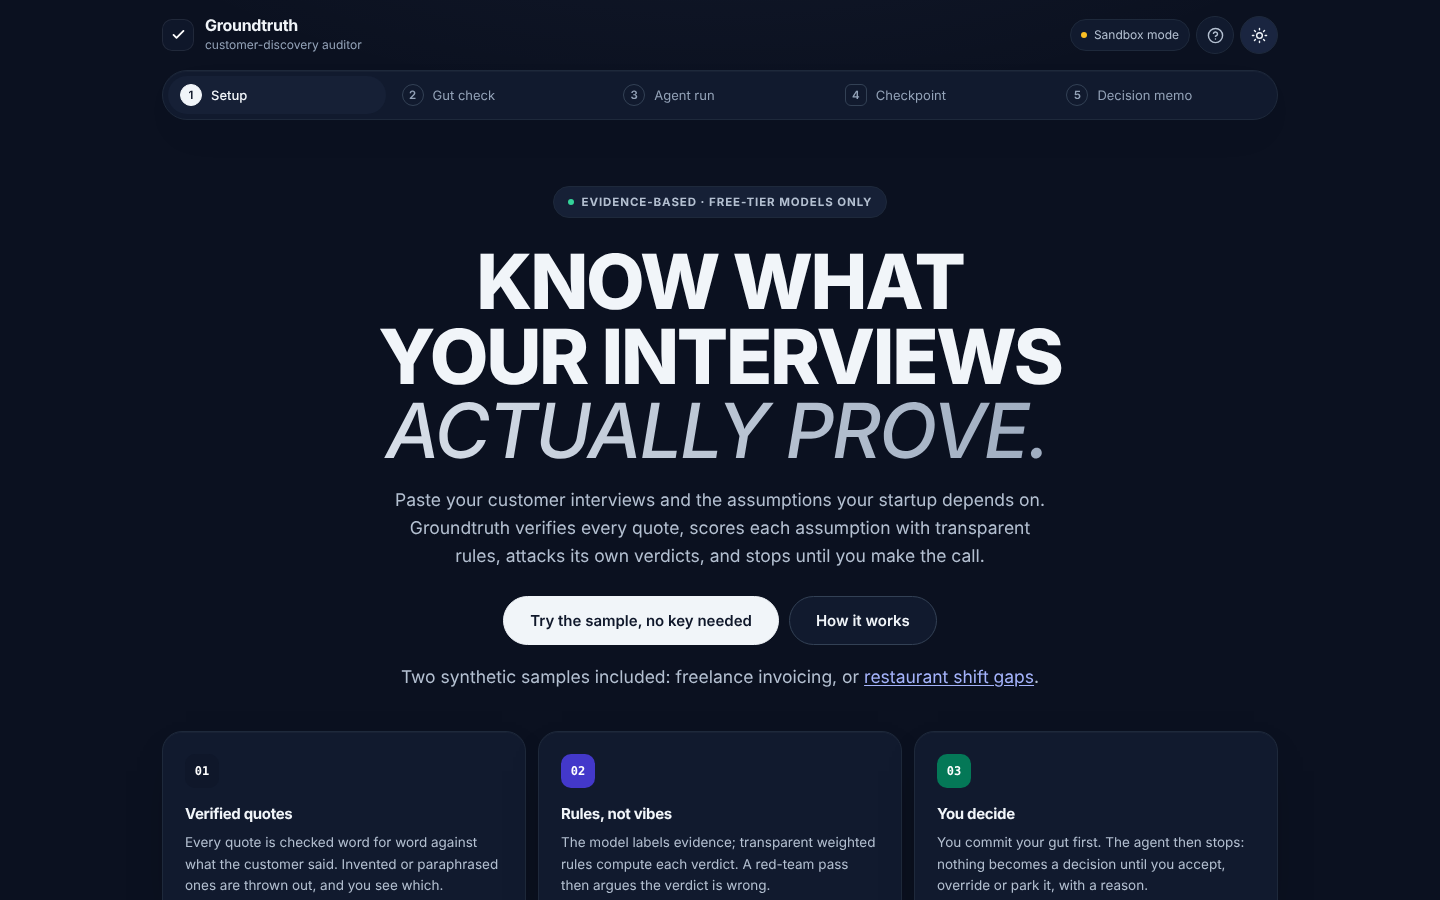 Groundtruth
customer-discovery auditor
Sandbox mode
1 Setup
2 Gut check
3 Agent run
4 Checkpoint
5 Decision memo
EVIDENCE-BASED · FREE-TIER MODELS ONLY
KNOW WHAT
YOUR INTERVIEWS
ACTUALLY PROVE.
Paste your customer interviews and the assumptions your startup depends on.
Groundtruth verifies every quote, scores each assumption with transparent
rules, attacks its own verdicts, and stops until you make the call.
Try the sample, no key needed
How it works
Two synthetic samples included: freelance invoicing, or restaurant shift gaps.
01
Verified quotes
Every quote is checked word for word against
what the customer said. Invented or paraphrased
ones are thrown out, and you see which.
02
Rules, not vibes
The model labels evidence; transparent weighted
rules compute each verdict. A red-team pass
then argues the verdict is wrong.
03
You decide
You commit your gut first. The agent then stops:
nothing becomes a decision until you accept,
override or park it, with a reason.